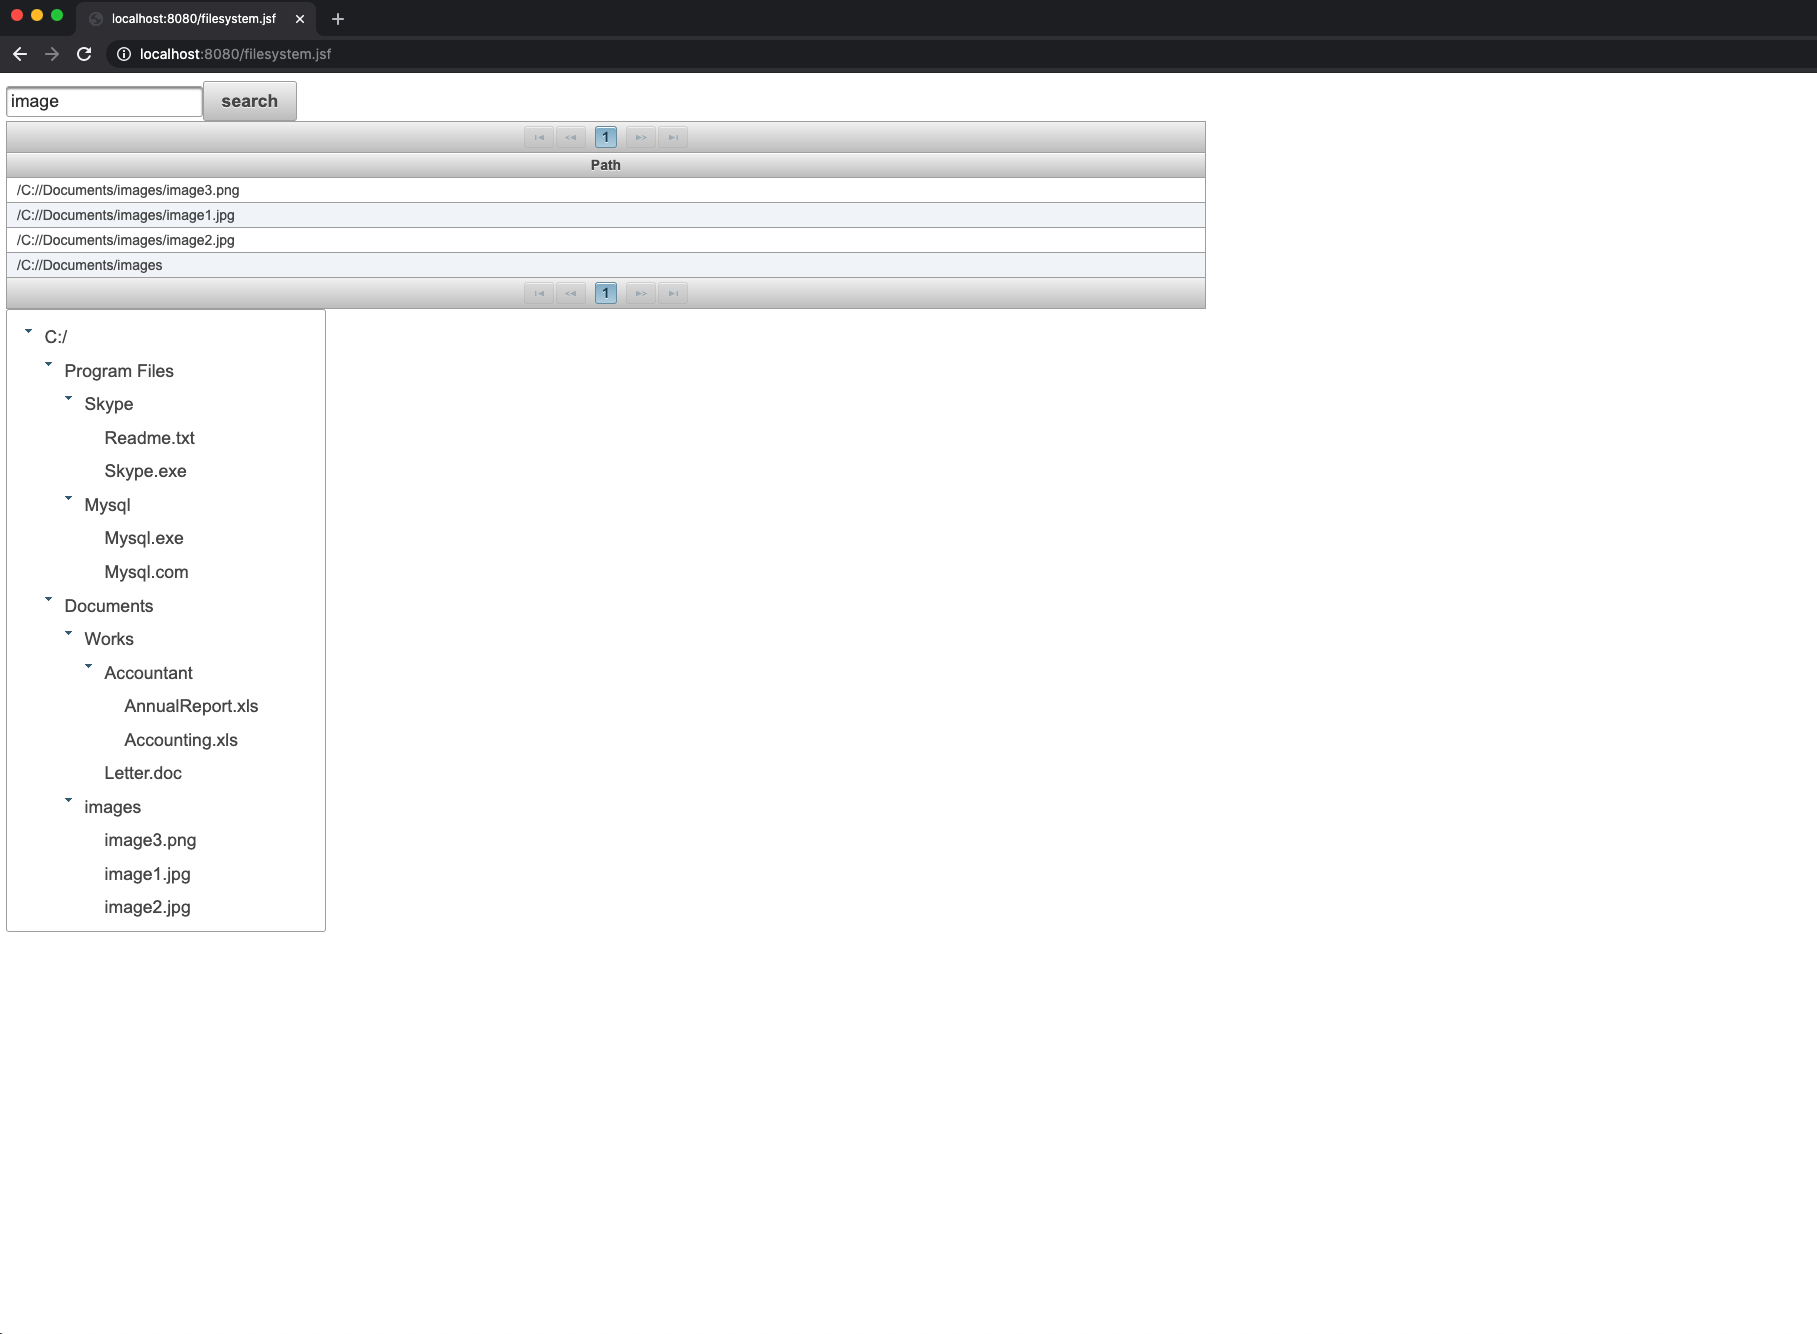 localhost:8080/filesystem.jsf
localhost:8080/filesystem.jsf
image search
1
Path
/C://Documents/images/image3.png
/C://Documents/images/image1.jpg
/C://Documents/images/image2.jpg
/C://Documents/images
1
C:/
Program Files
Skype
Readme.txt
Skype.exe
Mysql
Mysql.exe
Mysql.com
Documents
Works
Accountant
AnnualReport.xls
Accounting.xls
Letter.doc
images
image3.png
image1.jpg
image2.jpg